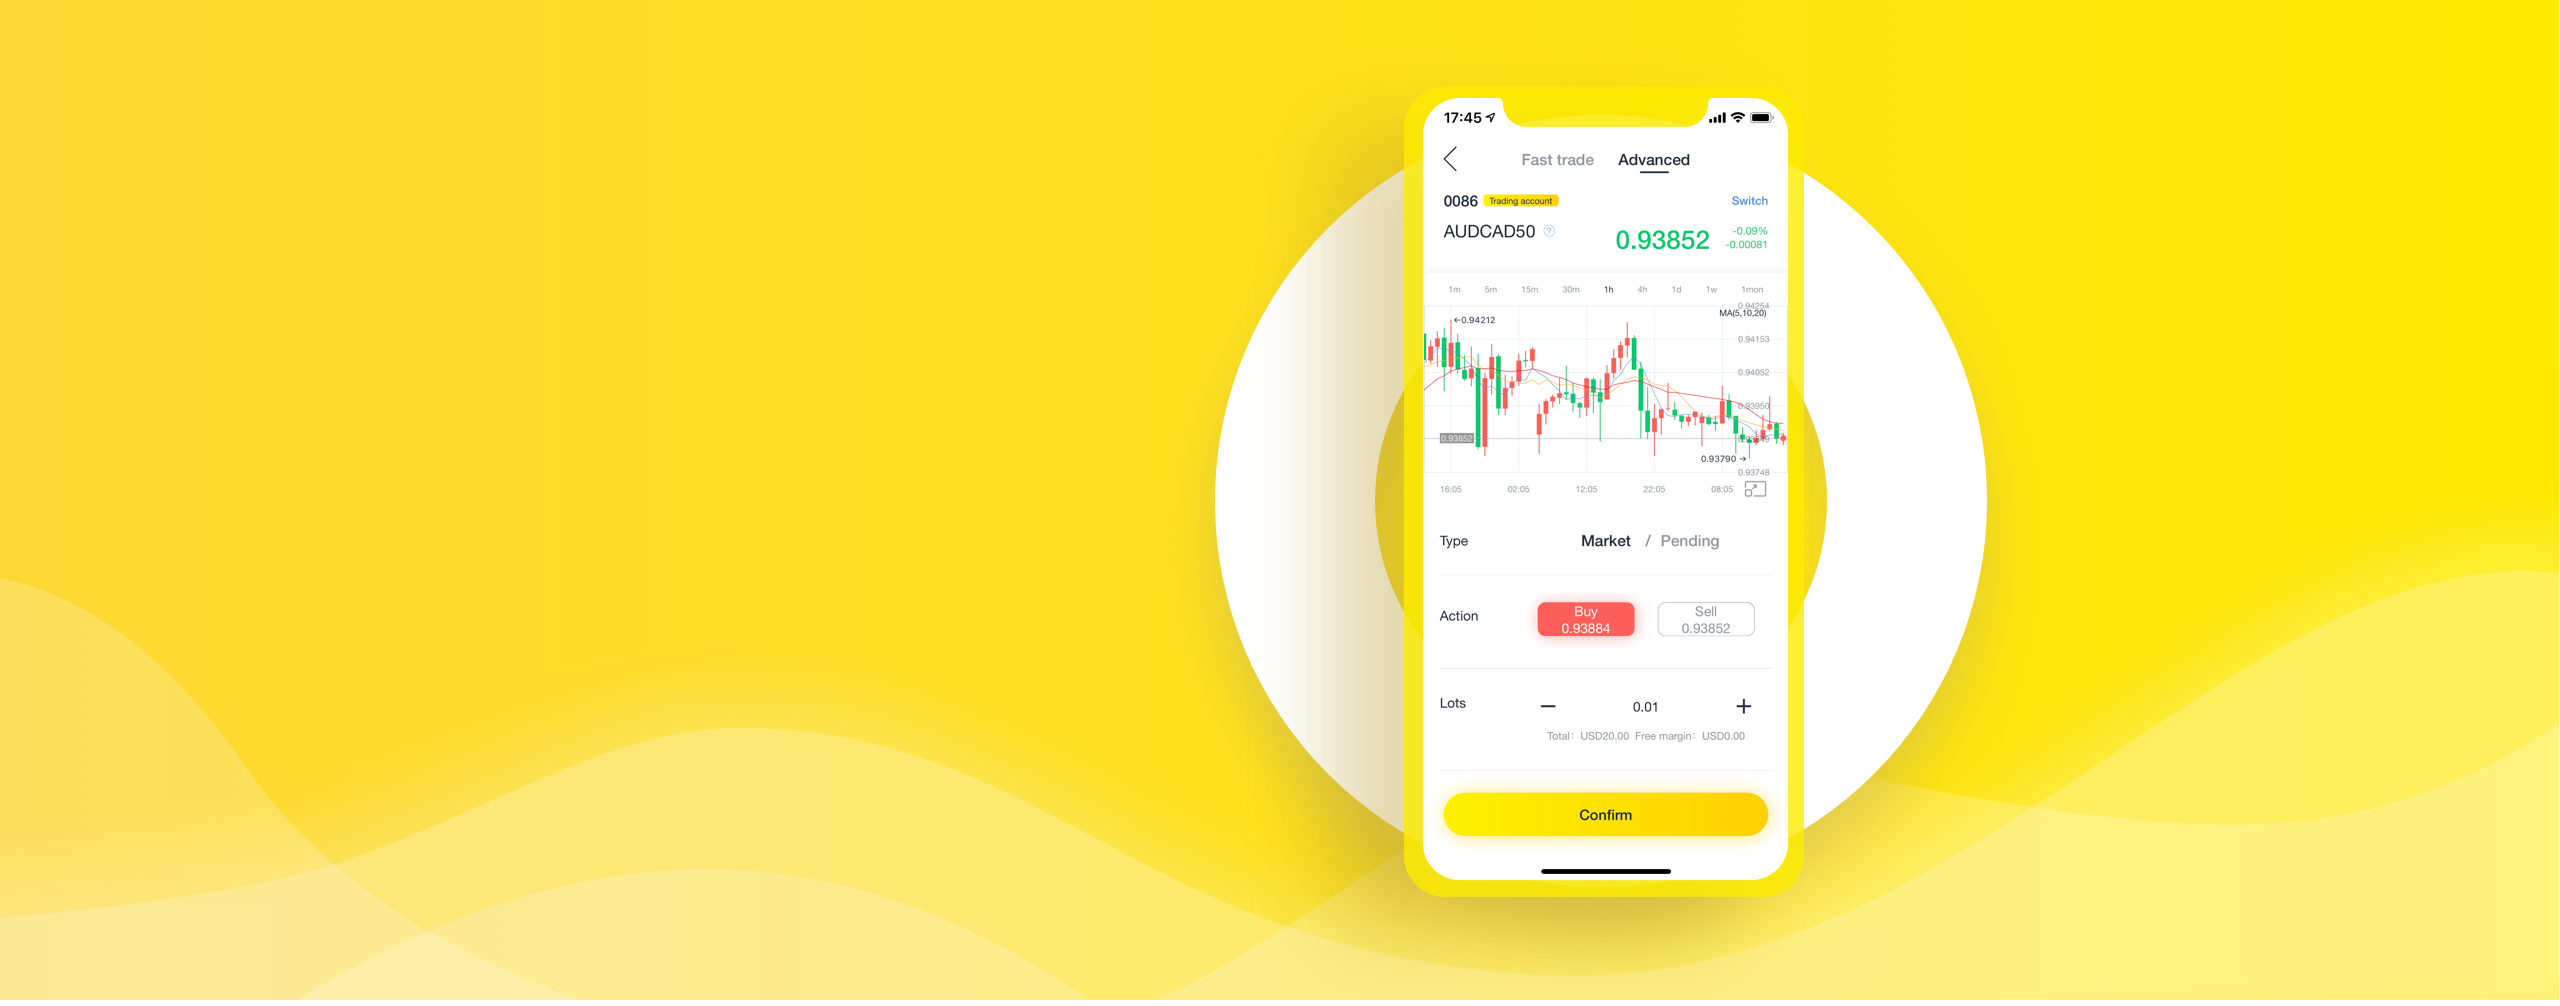 17:45
Fast trade Advanced
0086 Trading account Switch
AUDCAD50 ? 0.93852 -0.09%
-0.00081
1m 5m 15m 30m 1h 4h 1d 1w 1mon
0.94254
MA(5,10,20)
←0.94212
0.94153
0.94052
0.93950
0.93852
0.93790 →
0.93748
16:05 02:05 12:05 22:05 08:05
Type Market / Pending
Action Buy 0.93884 Sell 0.93852
Lots − 0.01 +
Total: USD20.00 Free margin: USD0.00
Confirm